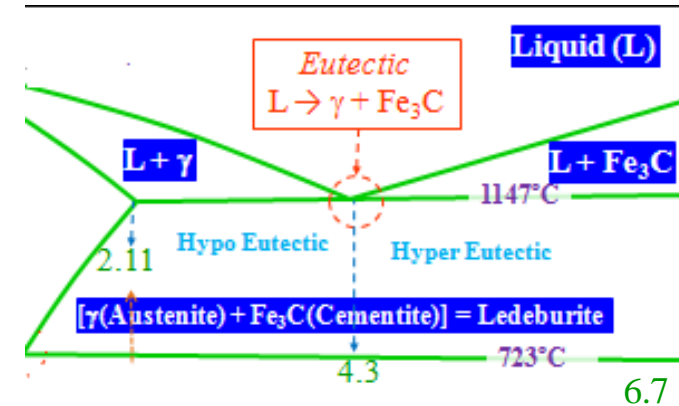 Liquid (L)
Eutectic
L → γ + Fe₃C
L + γ
L + Fe₃C
1147°C
Hypo Eutectic
Hyper Eutectic
2.11
[γ(Austenite) + Fe₃C(Cementite)] = Ledeburite
723°C
4.3
6.7